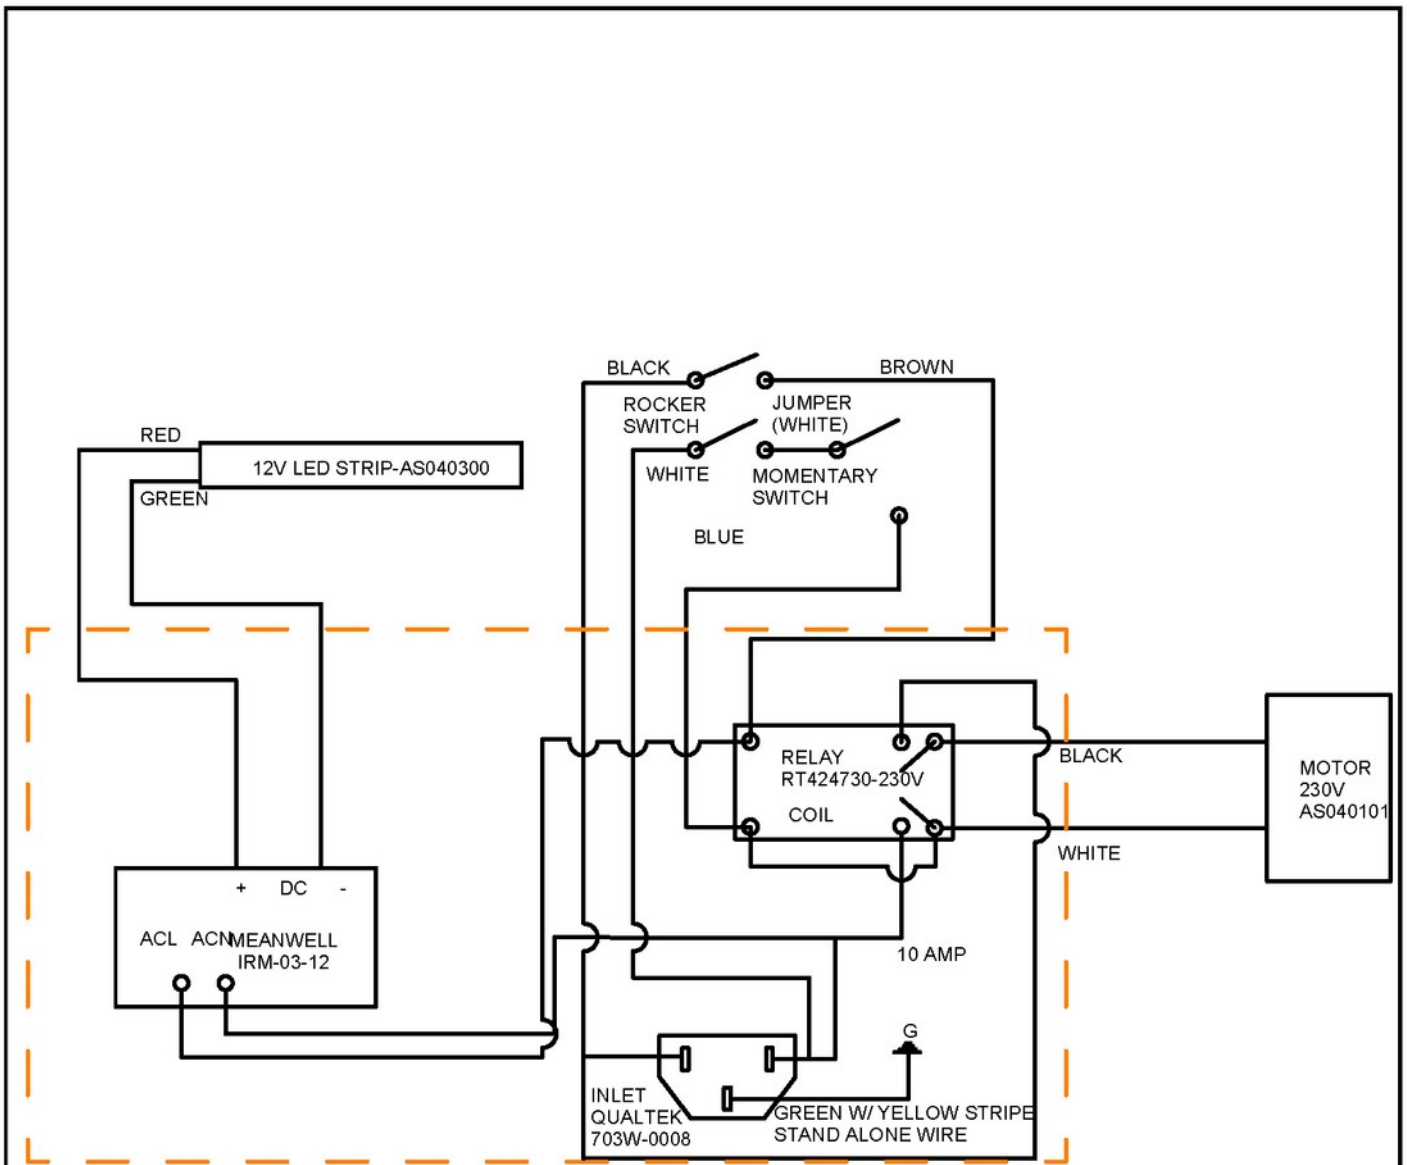 BLACK
BROWN
ROCKER
SWITCH
JUMPER
(WHITE)
RED
12V LED STRIP-AS040300
WHITE
MOMENTARY
SWITCH
GREEN
BLUE
RELAY
RT424730-230V
COIL
BLACK
MOTOR
230V
AS040101
WHITE
+ DC -
ACL ACN
MEANWELL
IRM-03-12
10 AMP
G
INLET
QUALTEK
703W-0008
GREEN W/ YELLOW STRIPE
STAND ALONE WIRE